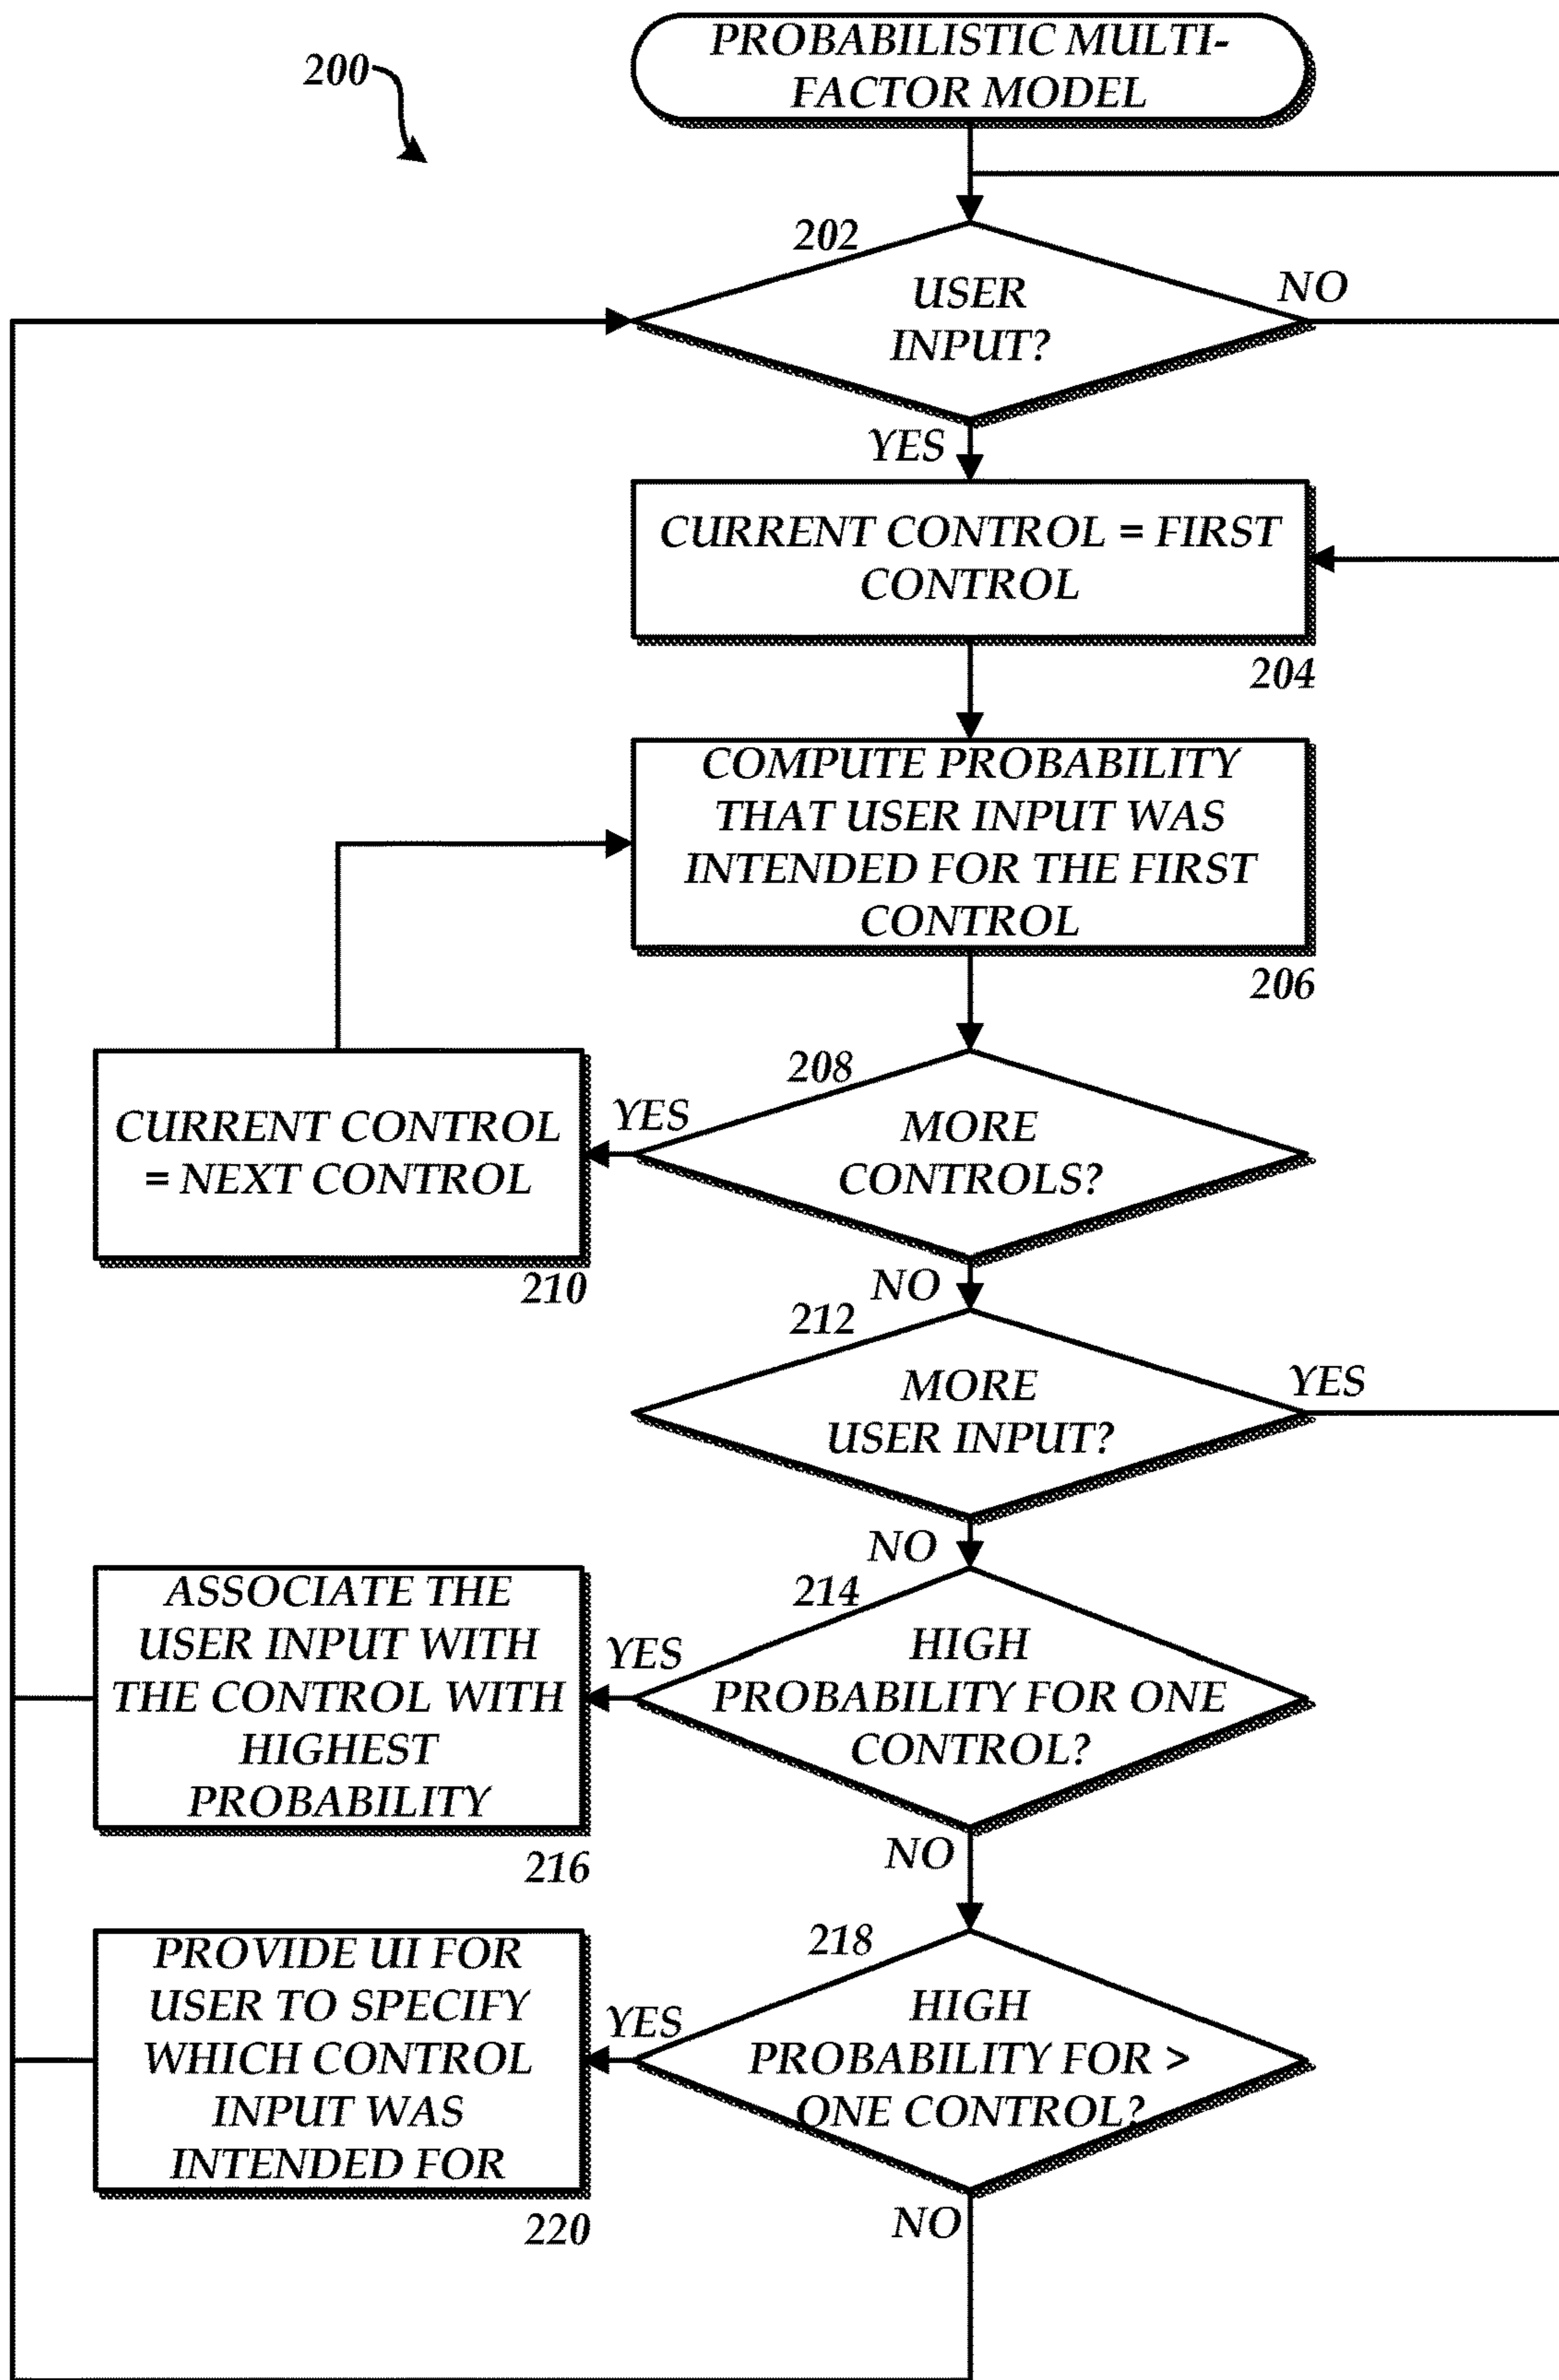 200
PROBABILISTIC MULTI-
FACTOR MODEL
202
USER
INPUT?
NO
YES
CURRENT CONTROL = FIRST
CONTROL
204
COMPUTE PROBABILITY
THAT USER INPUT WAS
INTENDED FOR THE FIRST
CONTROL
206
208
MORE
CONTROLS?
YES
CURRENT CONTROL
= NEXT CONTROL
210
NO
212
MORE
USER INPUT?
YES
NO
214
HIGH
PROBABILITY FOR ONE
CONTROL?
YES
ASSOCIATE THE
USER INPUT WITH
THE CONTROL WITH
HIGHEST
PROBABILITY
216
NO
218
HIGH
PROBABILITY FOR >
ONE CONTROL?
YES
PROVIDE UI FOR
USER TO SPECIFY
WHICH CONTROL
INPUT WAS
INTENDED FOR
220
NO